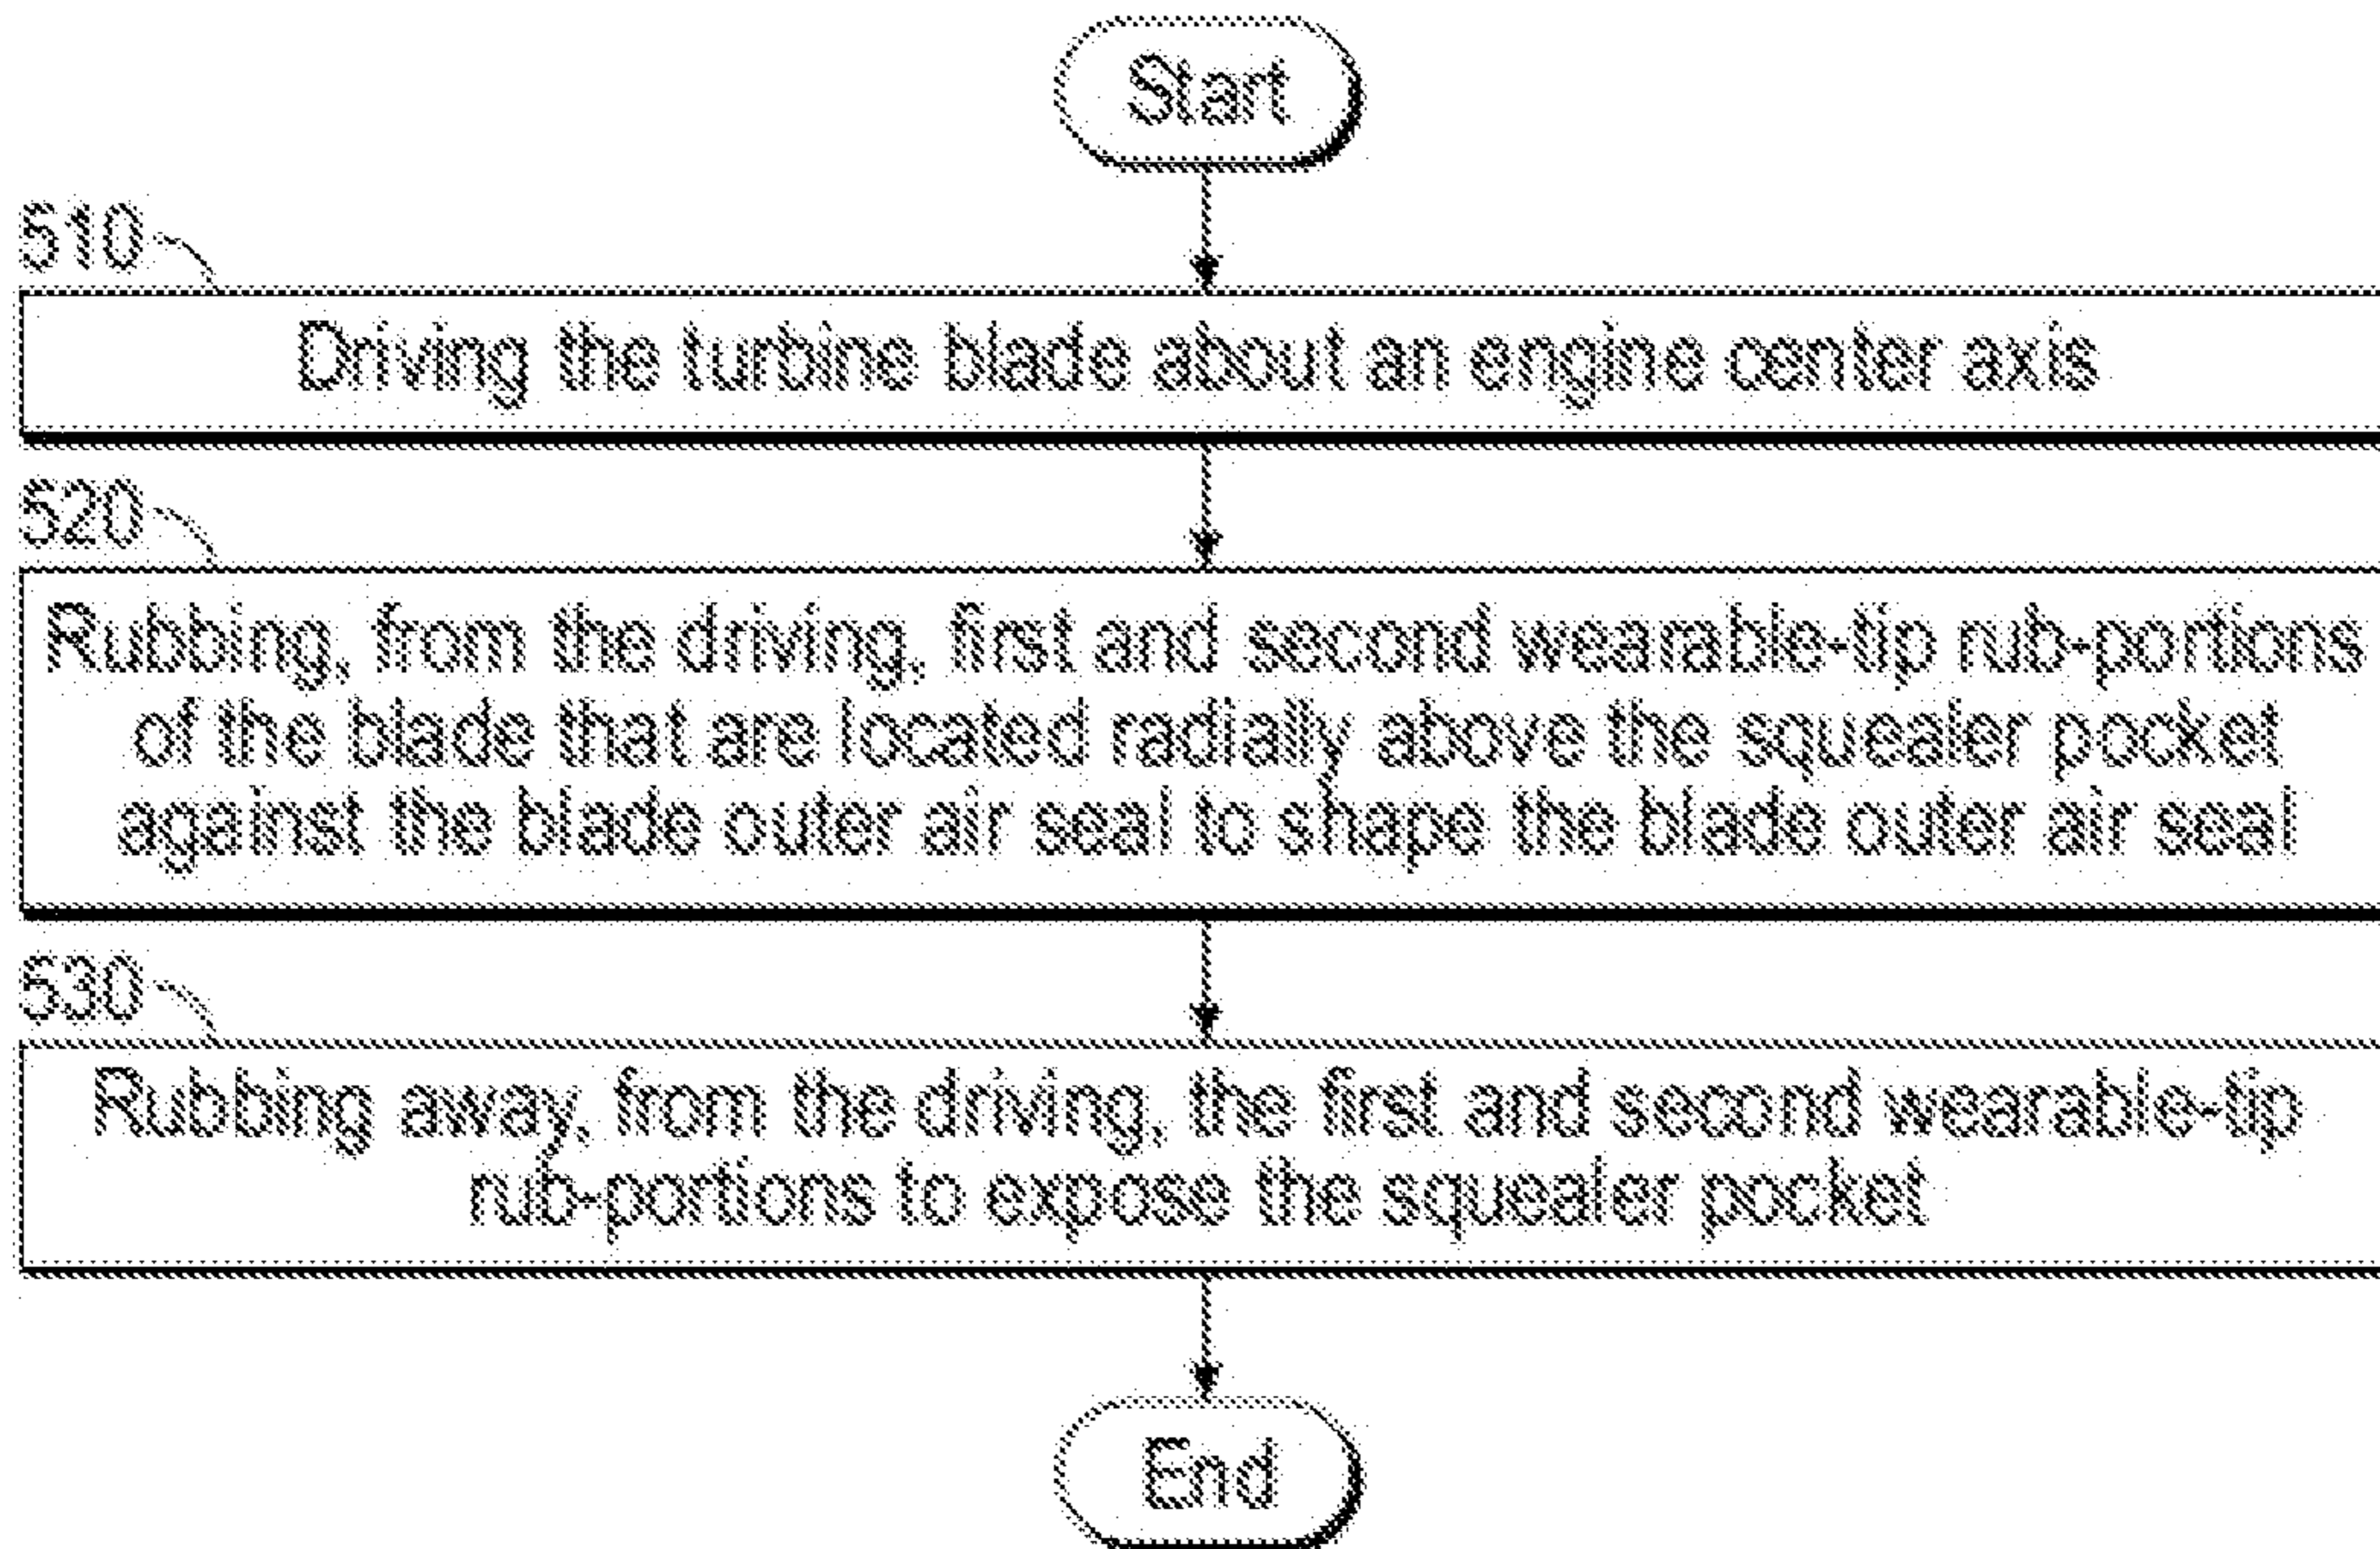 Start
510
Driving the turbine blade about an engine center axis
520
Rubbing, from the driving, first and second wearable-tip rub-portions
of the blade that are located radially above the squealer pocket
against the blade outer air seal to shape the blade outer air seal
530
Rubbing away, from the driving, the first and second wearable-tip
rub-portions to expose the squealer pocket
End